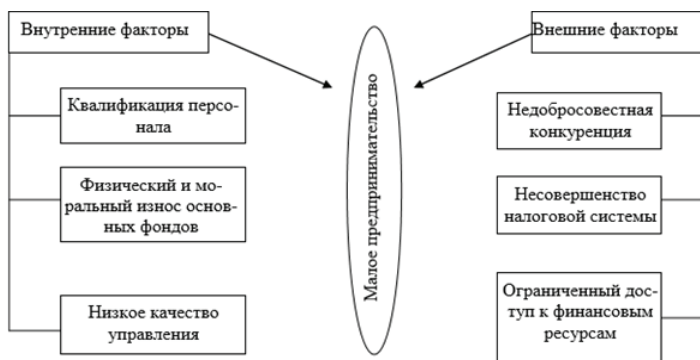 Внутренние факторы
Внешние факторы
Малое предпринимательство
Квалификация персо-
нала
Физический и мо-
ральный износ основ-
ных фондов
Низкое качество
управления
Недобросовестная
конкуренция
Несовершенство
налоговой системы
Ограниченный дос-
туп к финансовым
ресурсам